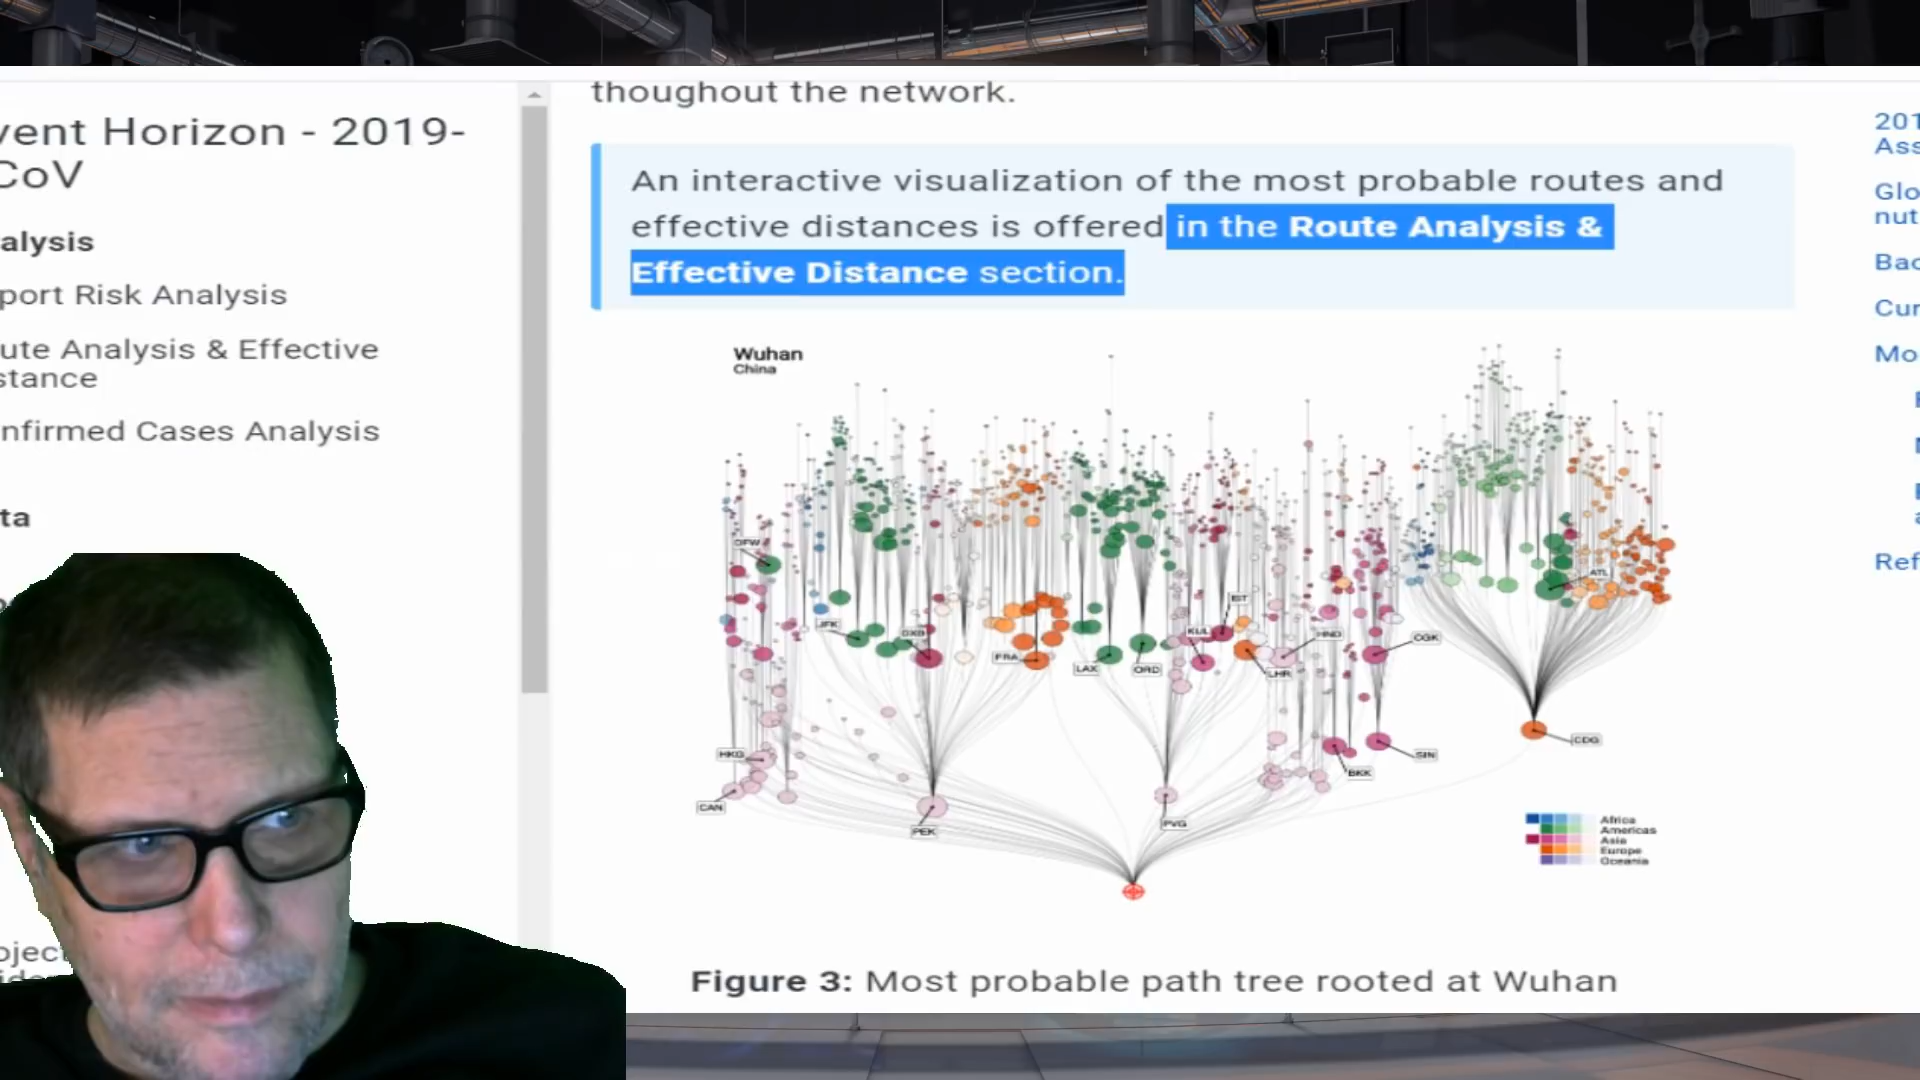 vent Horizon - 2019-
CoV
alysis
port Risk Analysis
ute Analysis & Effective
stance
nfirmed Cases Analysis
ta
oject
thoughout the network.
An interactive visualization of the most probable routes and
effective distances is offered in the Route Analysis &
Effective Distance section.
Wuhan
China
DFW
JFK
DXB
FRA
LAX
ORD
KUL
IST
LHR
HND
CGK
ATL
HKG
CAN
PEK
PVG
BKK
SIN
CDG
Africa
Americas
Asia
Europe
Oceania
Figure 3: Most probable path tree rooted at Wuhan
201
Ass
Glo
nut
Bac
Cur
Mo
Ref